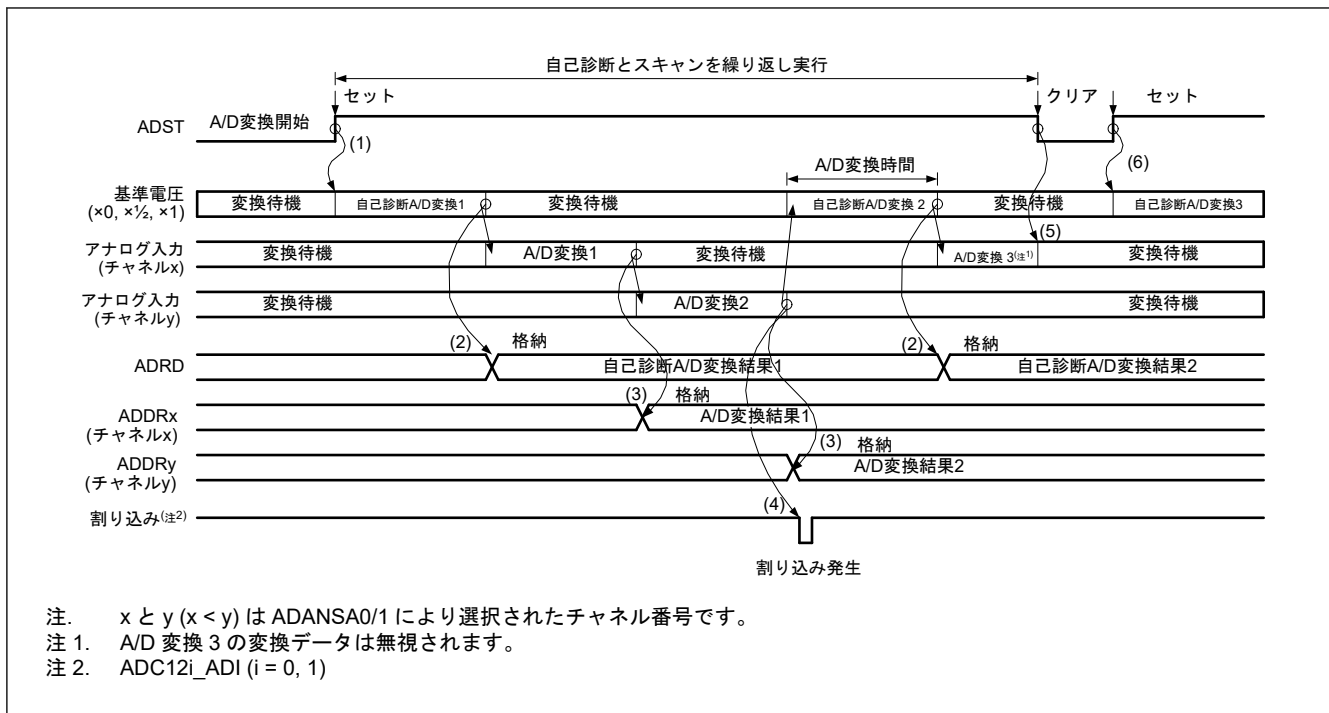 自己診断とスキャンを繰り返し実行
セット
クリア
セット
ADST
A/D変換開始
(1)
(6)
A/D変換時間
基準電圧
(×0, ×½, ×1)
変換待機
自己診断A/D変換1
変換待機
自己診断A/D変換 2
変換待機
自己診断A/D変換3
(5)
アナログ入力
(チャネルx)
変換待機
A/D変換1
変換待機
A/D変換 3(注1)
変換待機
アナログ入力
(チャネルy)
変換待機
A/D変換2
変換待機
(2)
格納
(2)
格納
ADRD
自己診断A/D変換結果1
自己診断A/D変換結果2
(3)
格納
ADDRx
(チャネルx)
A/D変換結果1
(3)
格納
ADDRy
(チャネルy)
A/D変換結果2
(4)
割り込み(注2)
割り込み発生
注. x と y (x < y) は ADANSA0/1 により選択されたチャネル番号です。
注 1. A/D 変換 3 の変換データは無視されます。
注 2. ADC12i_ADI (i = 0, 1)